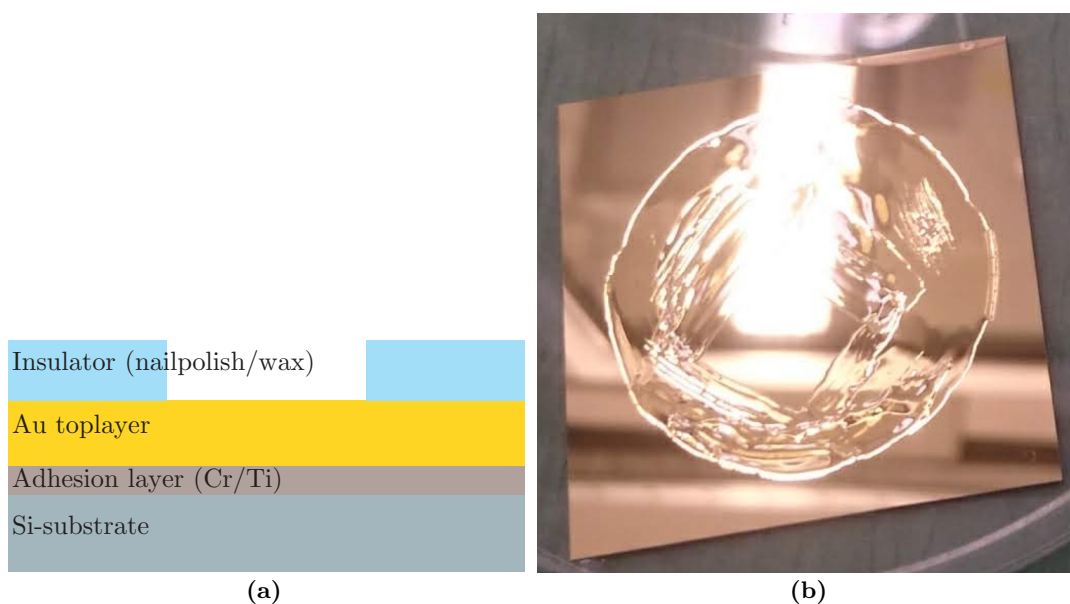 Insulator (nailpolish/wax)
Au toplayer
Adhesion layer (Cr/Ti)
Si-substrate
(a)
(b)